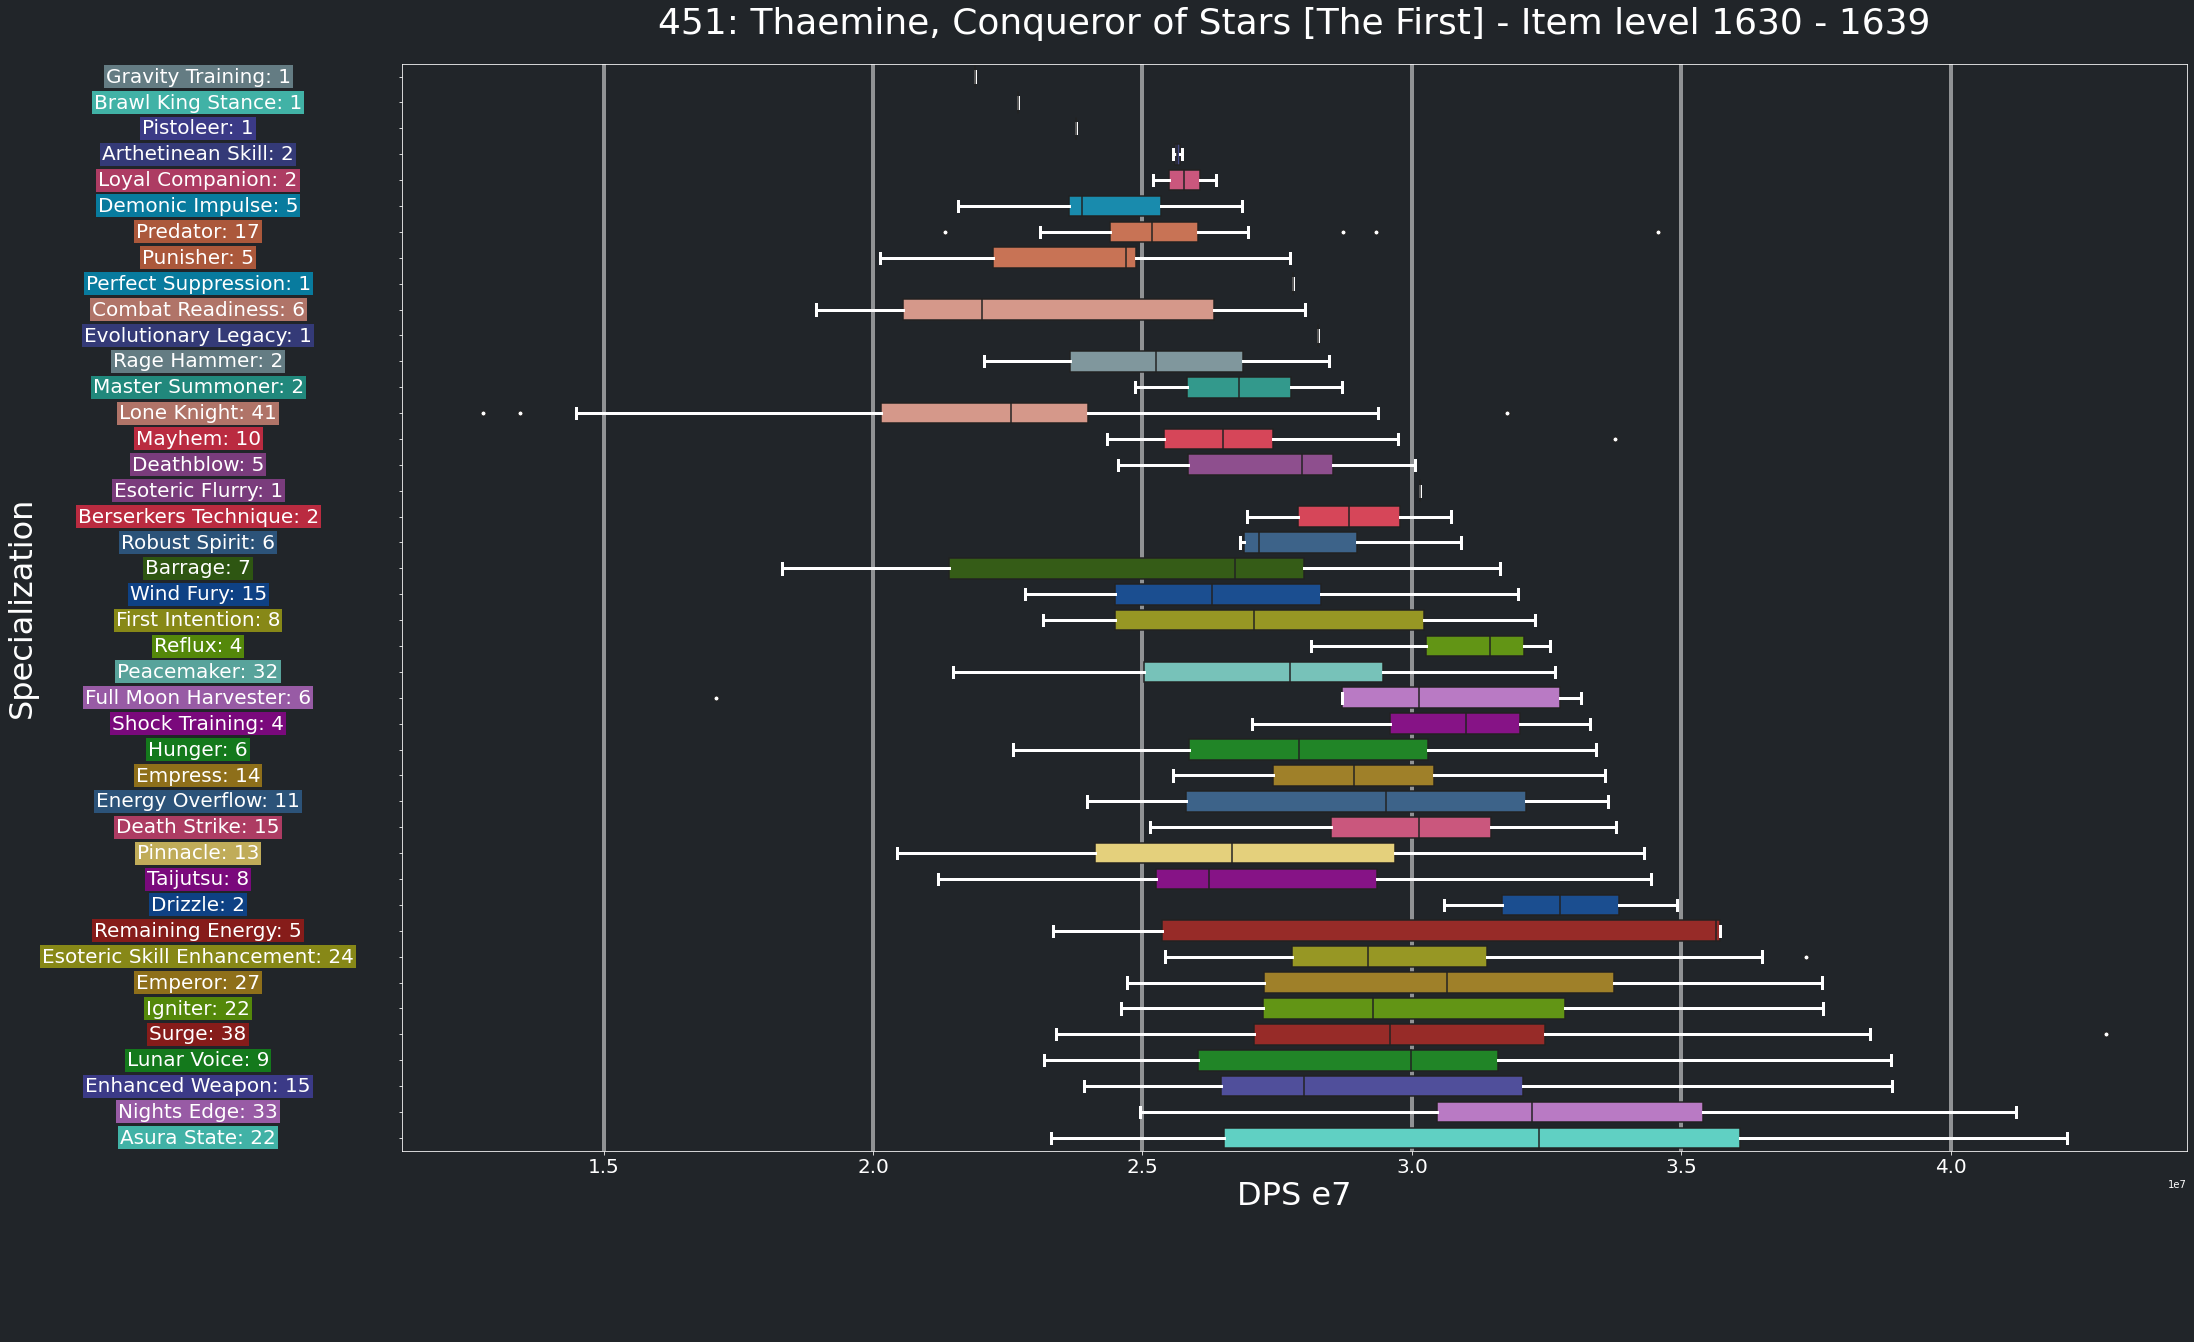 451: Thaemine, Conqueror of Stars [The First] - Item level 1630 - 1639
Specialization
Gravity Training: 1
Brawl King Stance: 1
Pistoleer: 1
Arthetinean Skill: 2
Loyal Companion: 2
Demonic Impulse: 5
Predator: 17
Punisher: 5
Perfect Suppression: 1
Combat Readiness: 6
Evolutionary Legacy: 1
Rage Hammer: 2
Master Summoner: 2
Lone Knight: 41
Mayhem: 10
Deathblow: 5
Esoteric Flurry: 1
Berserkers Technique: 2
Robust Spirit: 6
Barrage: 7
Wind Fury: 15
First Intention: 8
Reflux: 4
Peacemaker: 32
Full Moon Harvester: 6
Shock Training: 4
Hunger: 6
Empress: 14
Energy Overflow: 11
Death Strike: 15
Pinnacle: 13
Taijutsu: 8
Drizzle: 2
Remaining Energy: 5
Esoteric Skill Enhancement: 24
Emperor: 27
Igniter: 22
Surge: 38
Lunar Voice: 9
Enhanced Weapon: 15
Nights Edge: 33
Asura State: 22
1.5 2.0 2.5 3.0 3.5 4.0
1e7
DPS e7